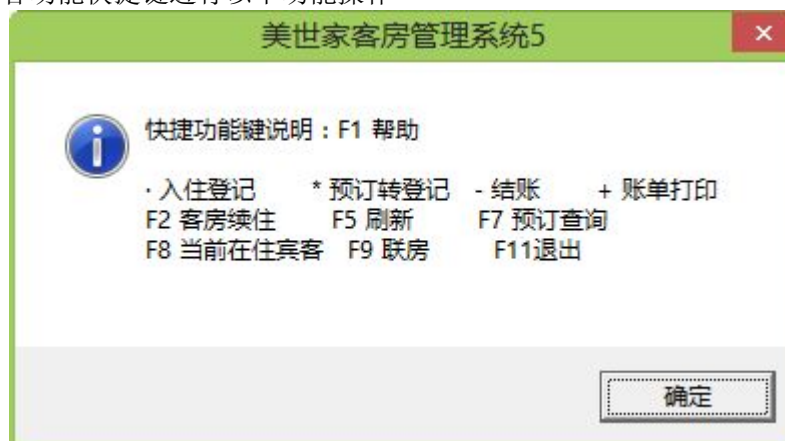 美世家客房管理系统5
快捷功能键说明：F1 帮助
· 入住登记 * 预订转登记 - 结账 + 账单打印
F2 客房续住 F5 刷新 F7 预订查询
F8 当前在住宾客 F9 联房 F11退出
确定